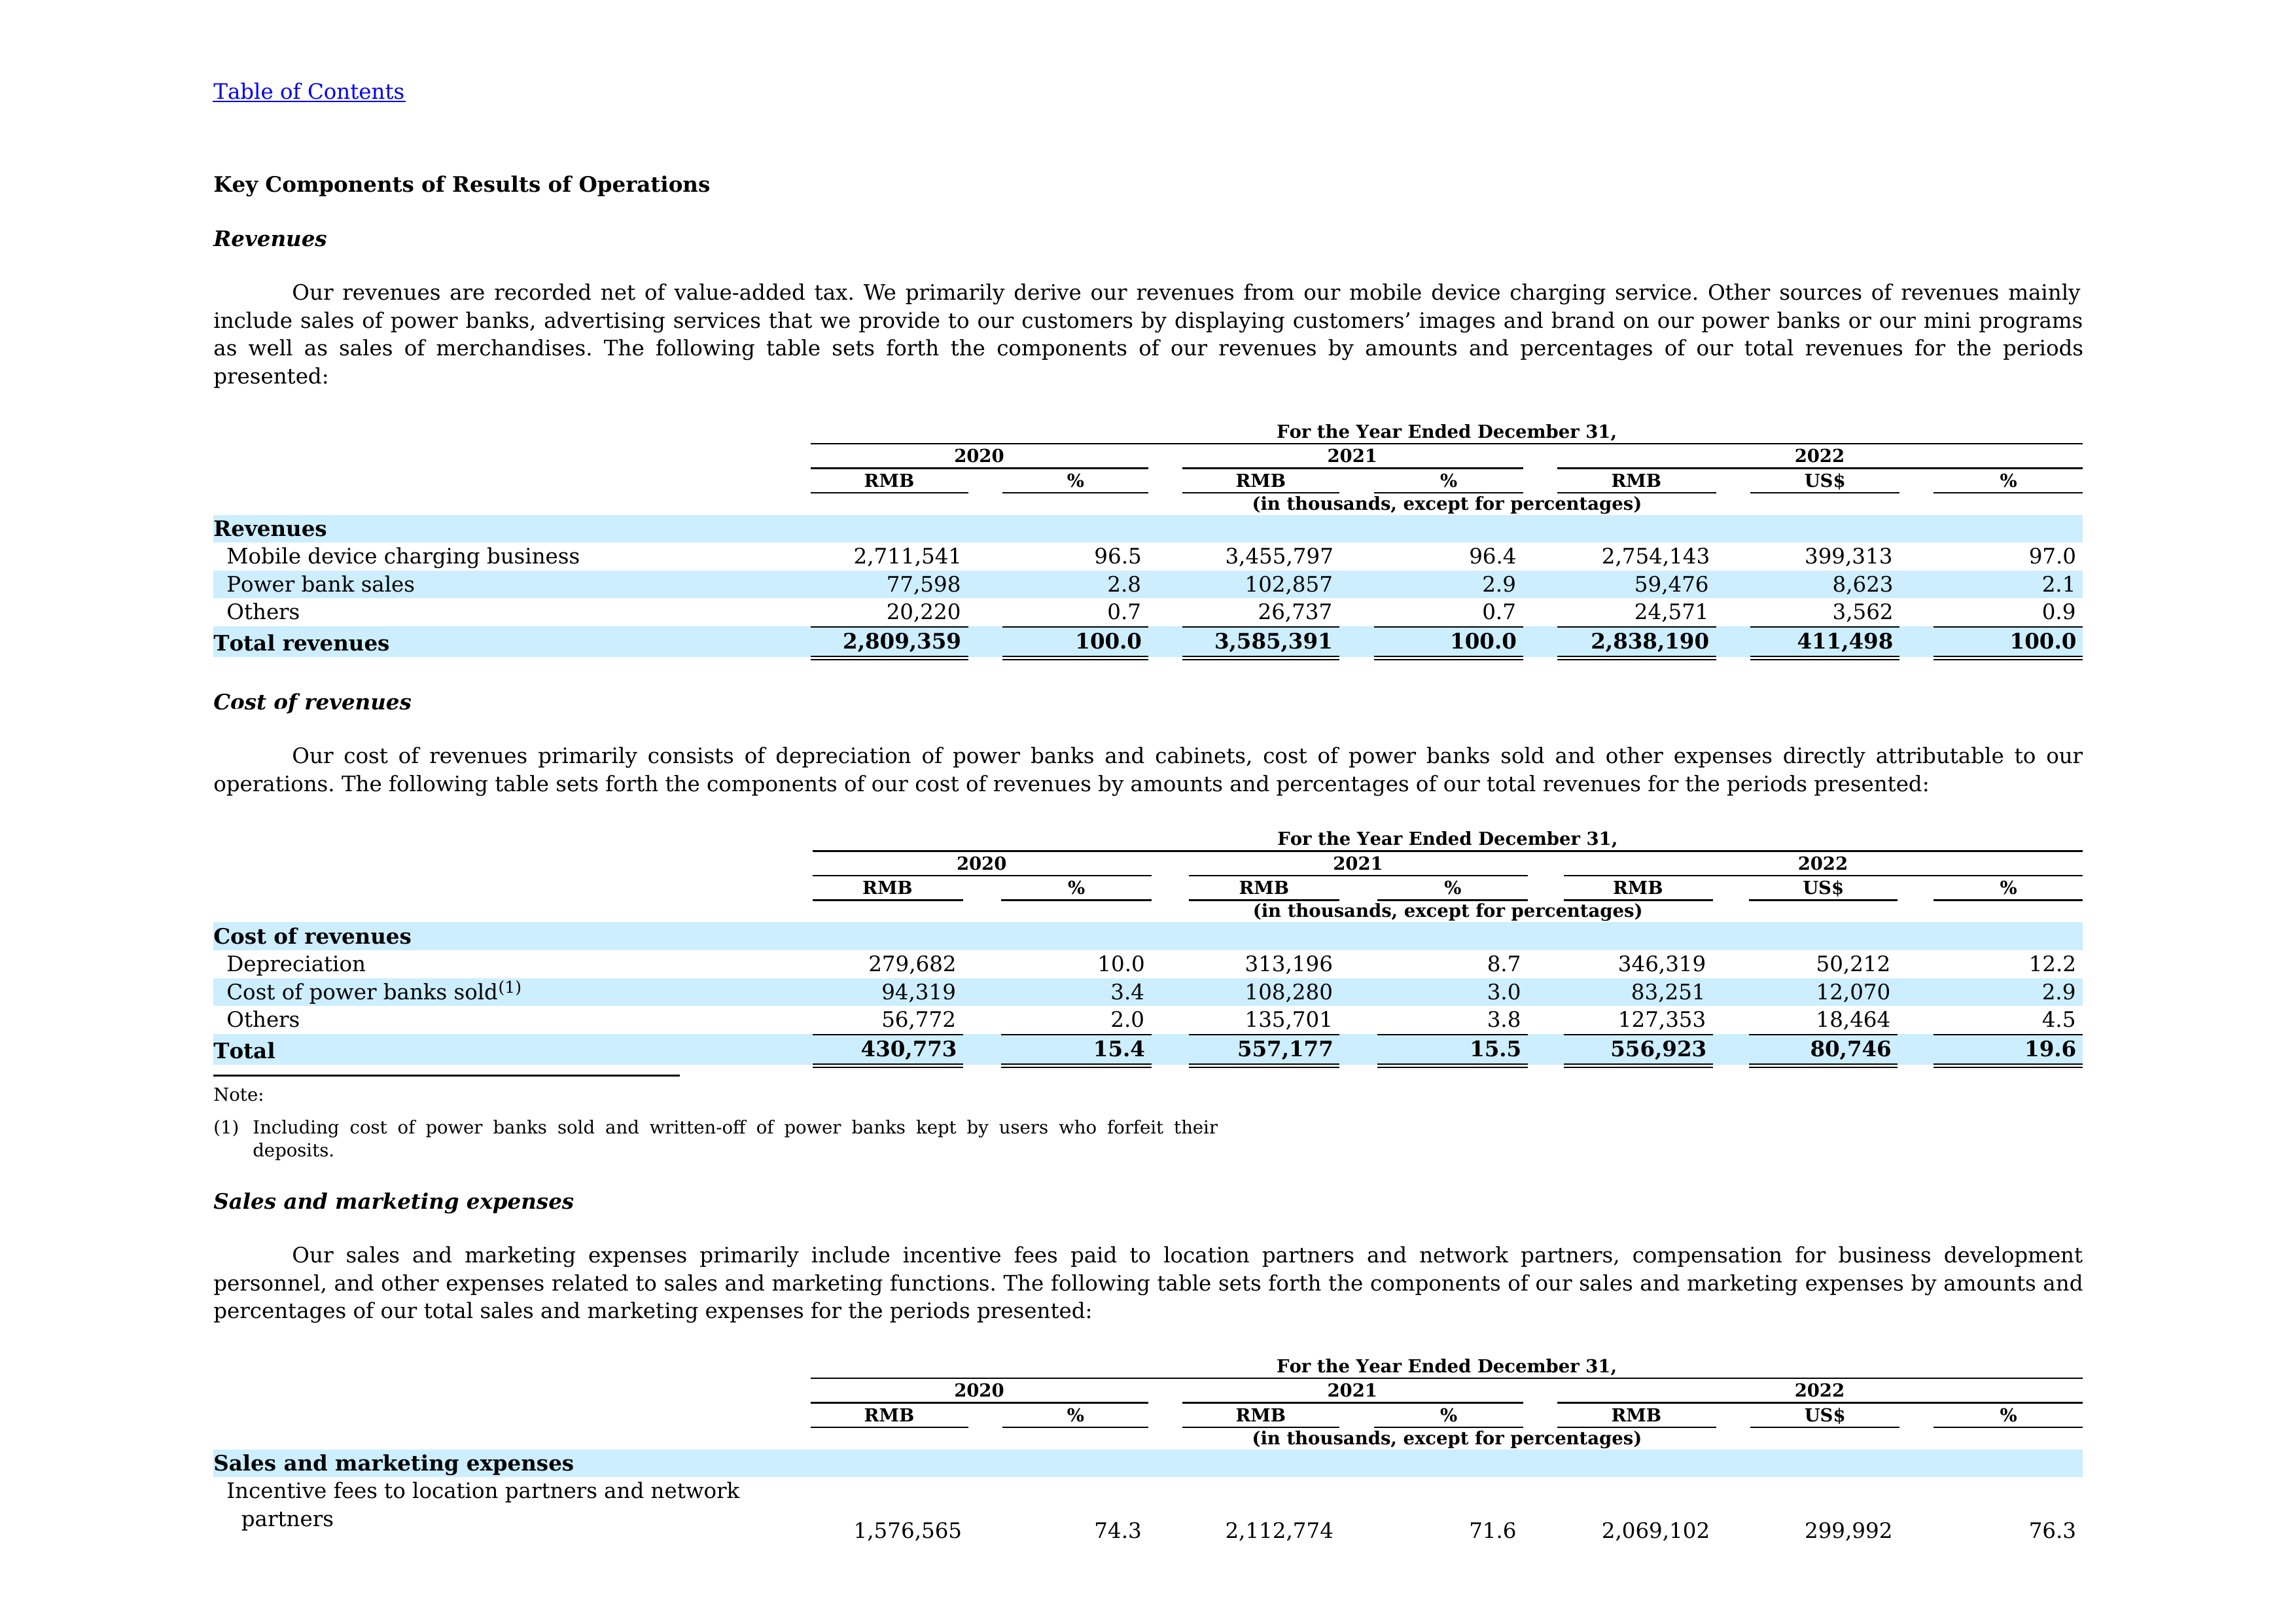 Table of Contents
Key Components of Results of Operations
Revenues
Our revenues are recorded net of value-added tax. We primarily derive our revenues from our mobile device charging service. Other sources of revenues mainly
include sales of power banks, advertising services that we provide to our customers by displaying customers’ images and brand on our power banks or our mini programs
as well as sales of merchandises. The following table sets forth the components of our revenues by amounts and percentages of our total revenues for the periods
presented:
For the Year Ended December 31,
2020 2021 2022
RMB % RMB % RMB US$ %
(in thousands, except for percentages)
Revenues
Mobile device charging business 2,711,541 96.5 3,455,797 96.4 2,754,143 399,313 97.0
Power bank sales 77,598 2.8 102,857 2.9 59,476 8,623 2.1
Others 20,220 0.7 26,737 0.7 24,571 3,562 0.9
Total revenues 2,809,359 100.0 3,585,391 100.0 2,838,190 411,498 100.0
Cost of revenues
Our cost of revenues primarily consists of depreciation of power banks and cabinets, cost of power banks sold and other expenses directly attributable to our
operations. The following table sets forth the components of our cost of revenues by amounts and percentages of our total revenues for the periods presented:
For the Year Ended December 31,
2020 2021 2022
RMB % RMB % RMB US$ %
(in thousands, except for percentages)
Cost of revenues
Depreciation 279,682 10.0 313,196 8.7 346,319 50,212 12.2
Cost of power banks sold(1) 94,319 3.4 108,280 3.0 83,251 12,070 2.9
Others 56,772 2.0 135,701 3.8 127,353 18,464 4.5
Total 430,773 15.4 557,177 15.5 556,923 80,746 19.6
Note:
(1) Including cost of power banks sold and written-off of power banks kept by users who forfeit their
deposits.
Sales and marketing expenses
Our sales and marketing expenses primarily include incentive fees paid to location partners and network partners, compensation for business development
personnel, and other expenses related to sales and marketing functions. The following table sets forth the components of our sales and marketing expenses by amounts and
percentages of our total sales and marketing expenses for the periods presented:
For the Year Ended December 31,
2020 2021 2022
RMB % RMB % RMB US$ %
(in thousands, except for percentages)
Sales and marketing expenses
Incentive fees to location partners and network
partners 1,576,565 74.3 2,112,774 71.6 2,069,102 299,992 76.3